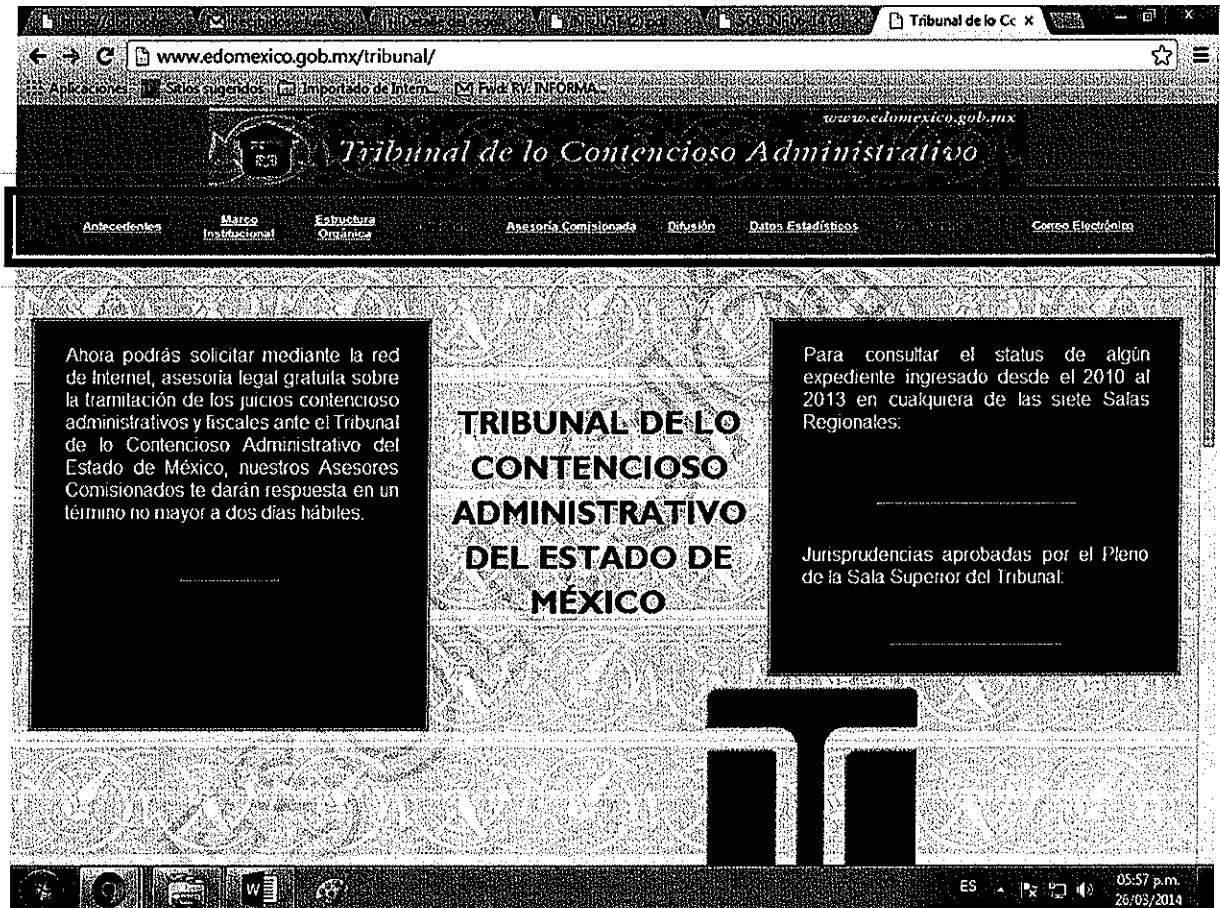 Tribunal de lo Cc
www.edomexico.gob.mx/tribunal/
Aplicaciones Sitios sugeridos Importado de Intern... Fwd: RV: INFORMA...
www.edomexico.gob.mx
Tribunal de lo Contencioso Administrativo
Antecedentes
Marco
Institucional
Estructura
Orgánica
Asesoría Comisionada
Difusión
Datos Estadísticos
Correo Electrónico
Ahora podrás solicitar mediante la red
de Internet, asesoría legal gratuita sobre
la tramitación de los juicios contencioso
administrativos y fiscales ante el Tribunal
de lo Contencioso Administrativo del
Estado de México, nuestros Asesores
Comisionados te darán respuesta en un
término no mayor a dos días hábiles.
TRIBUNAL DE LO
CONTENCIOSO
ADMINISTRATIVO
DEL ESTADO DE
MÉXICO
Para consultar el status de algún
expediente ingresado desde el 2010 al
2013 en cualquiera de las siete Salas
Regionales:
Jurisprudencias aprobadas por el Pleno
de la Sala Superior del Tribunal:
ES
05:57 p.m.
26/03/2014